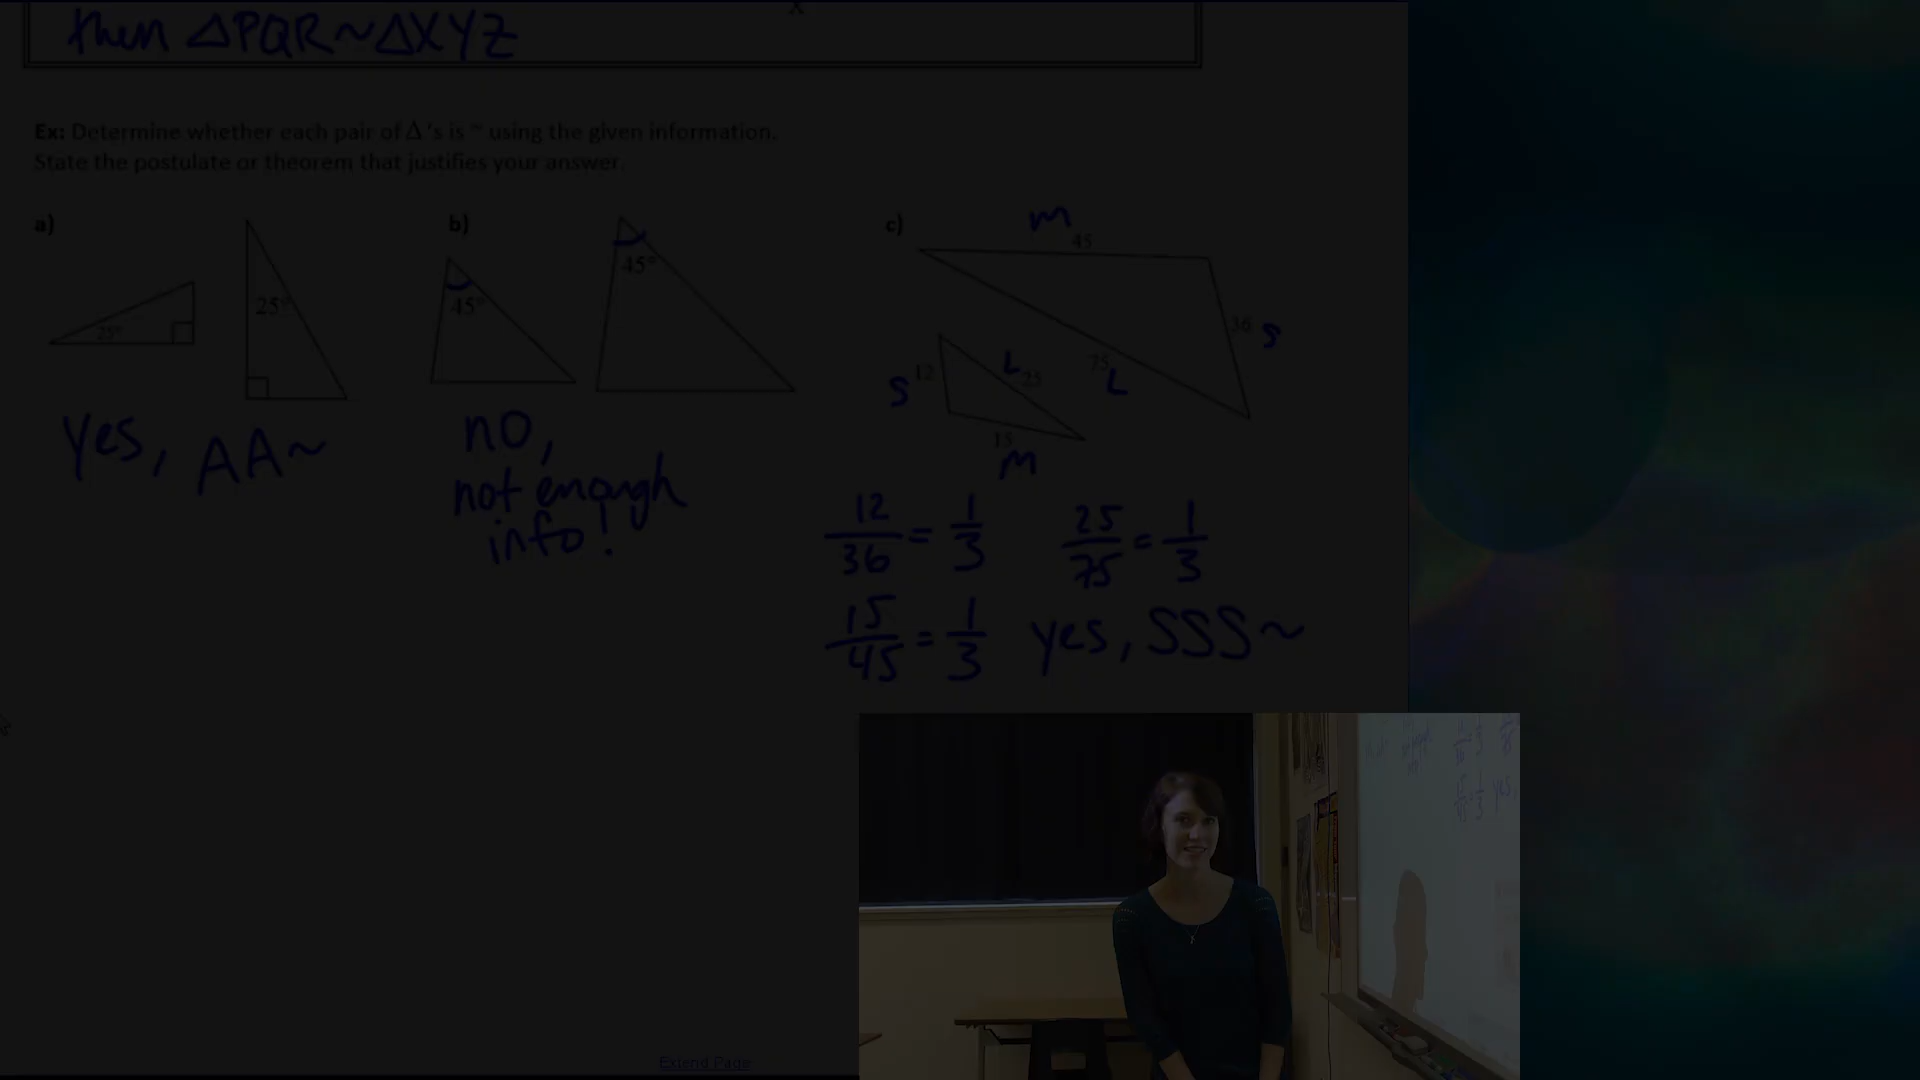 then △PQR~△XYZ
X
Ex: Determine whether each pair of Δ's is ~ using the given information.
State the postulate or theorem that justifies your answer.
a)
25°
25°
yes, AA~
b)
45°
45°
no,
not enough
info!
c)
m
45
36 S
75
L
S 12
L
25
15
m
12/36 = 1/3
25/75 = 1/3
15/45 = 1/3
yes, SSS~
Extend Page